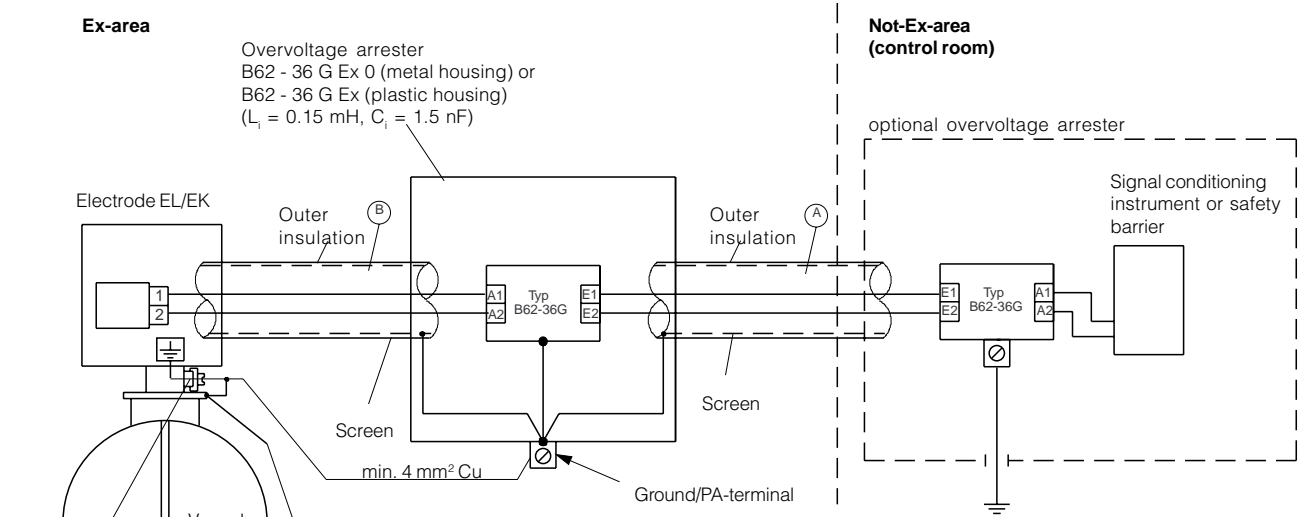 Ex-area
Not-Ex-area
(control room)
Overvoltage arrester
B62 - 36 G Ex 0 (metal housing) or
B62 - 36 G Ex (plastic housing)
(Li = 0.15 mH, Ci = 1.5 nF)
optional overvoltage arrester
Signal conditioning
instrument or safety
barrier
Electrode EL/EK
Outer
insulation
B
Outer
insulation
A
1
2
A1
A2
Typ
B62-36G
E1
E2
E1
E2
Typ
B62-36G
A1
A2
Screen
Screen
min. 4 mm² Cu
Ground/PA-terminal